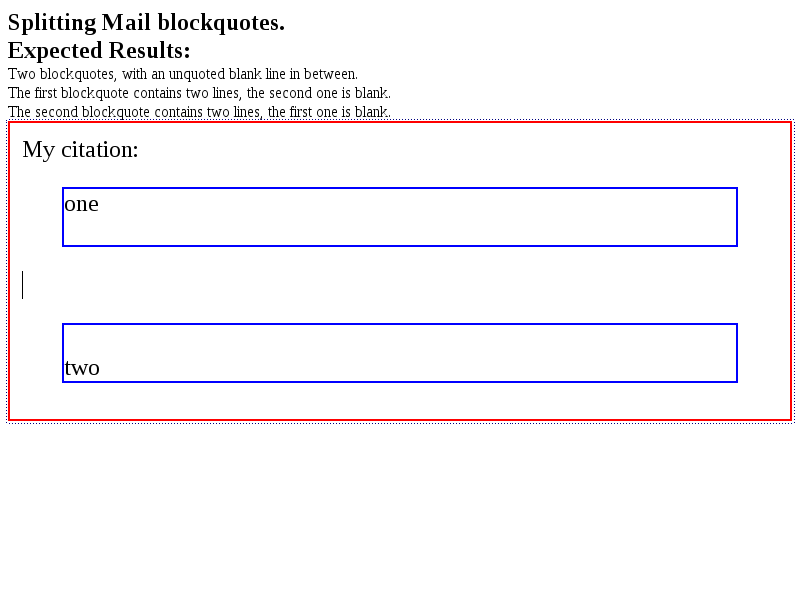 Splitting Mail blockquotes.
Expected Results:
Two blockquotes, with an unquoted blank line in between.
The first blockquote contains two lines, the second one is blank.
The second blockquote contains two lines, the first one is blank.
My citation:
one
two